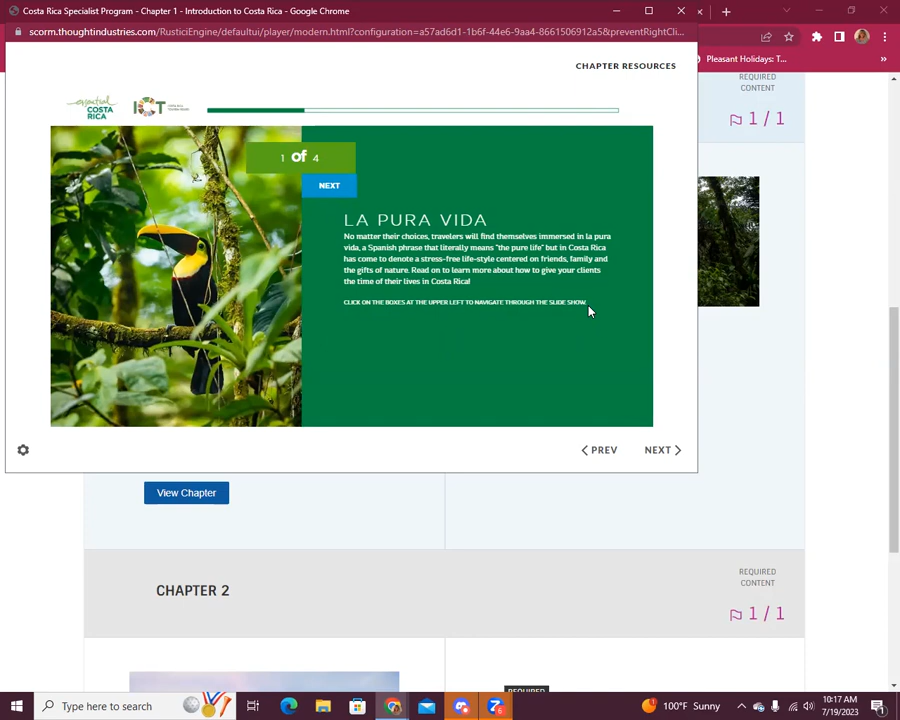 Costa Rica Specialist Program - Chapter 1 - Introduction to Costa Rica - Google Chrome
scorm.thoughtindustries.com/RusticiEngine/defaultui/player/modern.html?configuration=a57ad6d1-1b6f-44e6-9aa4-8661506912a5&preventRightCli...
Pleasant Holidays: T...
CHAPTER RESOURCES
REQUIRED
CONTENT
1 / 1
essential
COSTA
RICA
ICT
1 of 4
NEXT
LA PURA VIDA
No matter their choices, travelers will find themselves immersed in la pura
vida, a Spanish phrase that literally means "the pure life" but in Costa Rica
has come to denote a stress-free life-style centered on friends, family and
the gifts of nature. Read on to learn more about how to give your clients
the time of their lives in Costa Rica!
CLICK ON THE BOXES AT THE UPPER LEFT TO NAVIGATE THROUGH THE SLIDE SHOW.
PREV
NEXT
View Chapter
CHAPTER 2
REQUIRED
CONTENT
1 / 1
REQUIRED
Type here to search
100°F Sunny
10:17 AM
7/19/2023